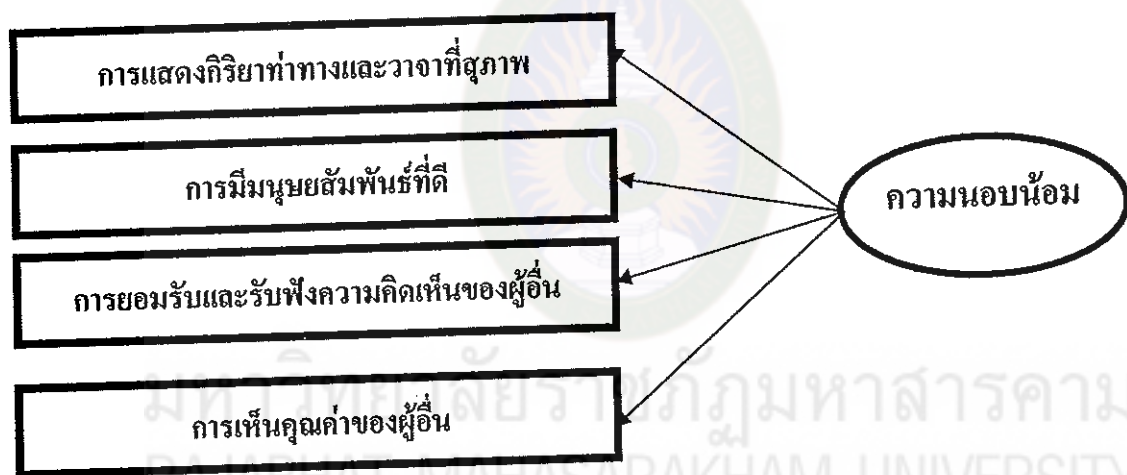 การแสดงกิริยาท่าทางและวาจาที่สุภาพ
การมีมนุษยสัมพันธ์ที่ดี
ความนอบน้อม
การยอมรับและรับฟังความคิดเห็นของผู้อื่น
การเห็นคุณค่าของผู้อื่น
มหาวิทยาลัยราชภัฏมหาสารคาม
RAJABHAT MAHASARAKHAM UNIVERSITY